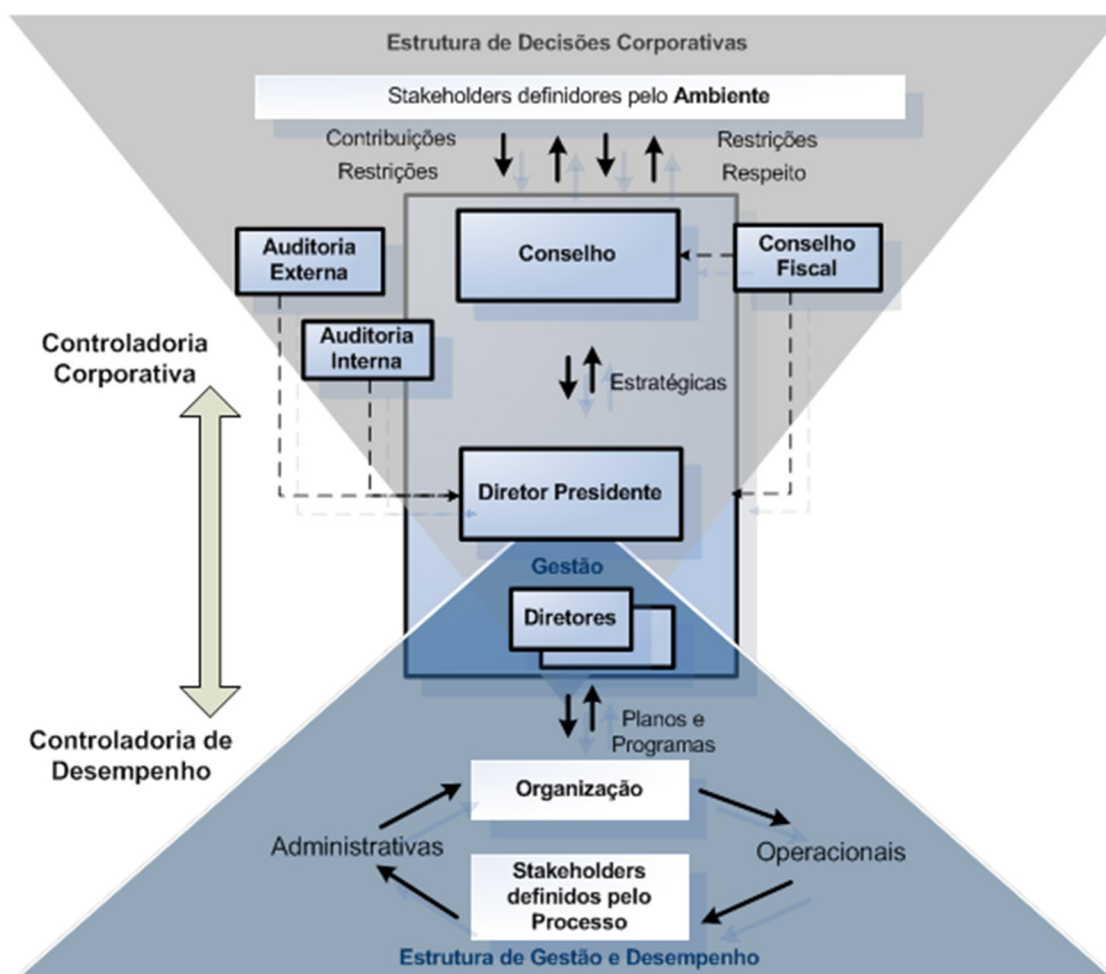 Estrutura de Decisões Corporativas
Stakeholders definidores pelo Ambiente
Contribuições
Restrições
Restrições
Respeito
Auditoria
Externa
Conselho
Conselho
Fiscal
Auditoria
Interna
Controladoria
Corporativa
Estratégicas
Diretor Presidente
Gestão
Diretores
Planos e
Programas
Controladoria de
Desempenho
Organização
Administrativas
Operacionais
Stakeholders
definidos pelo
Processo
Estrutura de Gestão e Desempenho